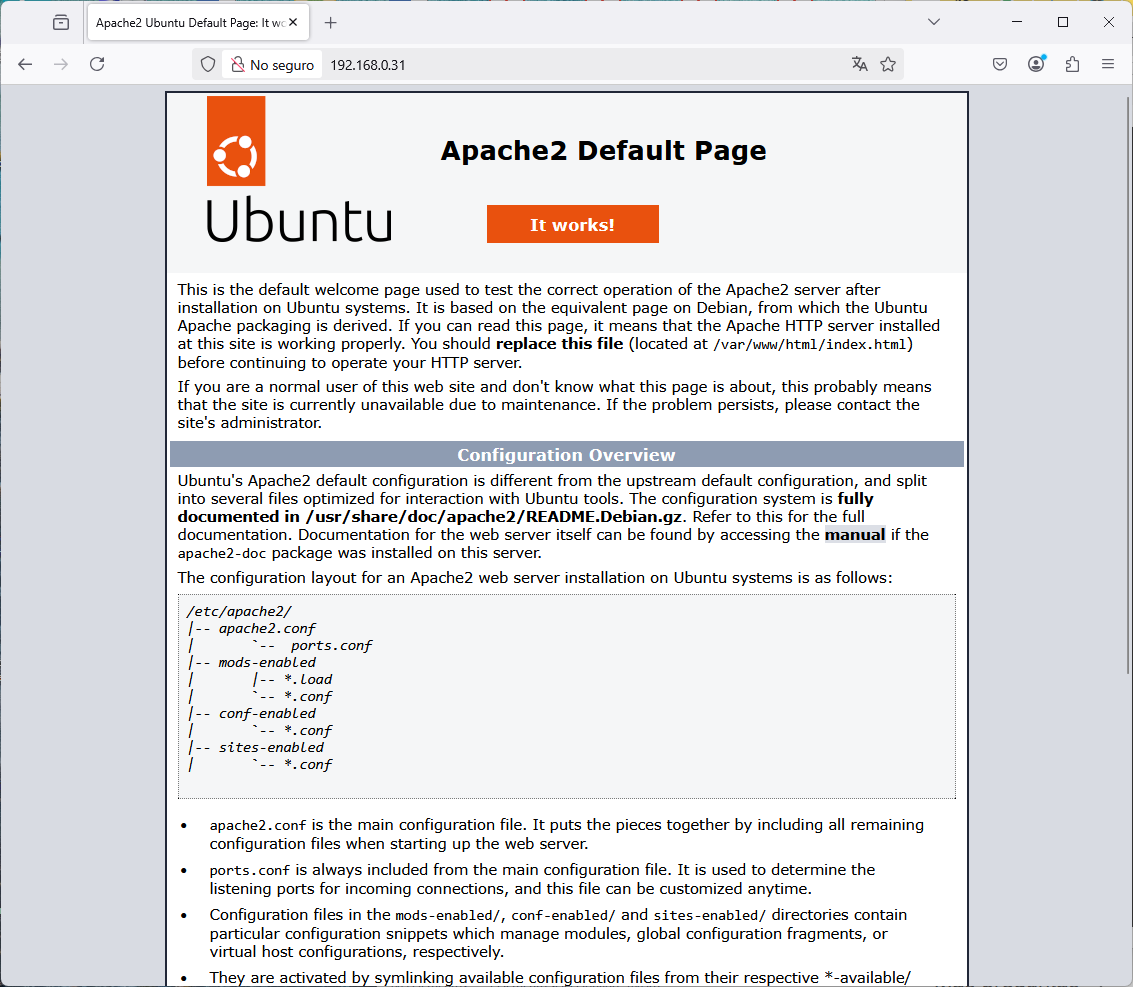 Apache2 Ubuntu Default Page: It wo
No seguro
192.168.0.31
Ubuntu
Apache2 Default Page
It works!
This is the default welcome page used to test the correct operation of the Apache2 server after
installation on Ubuntu systems. It is based on the equivalent page on Debian, from which the Ubuntu
Apache packaging is derived. If you can read this page, it means that the Apache HTTP server installed
at this site is working properly. You should replace this file (located at /var/www/html/index.html)
before continuing to operate your HTTP server.
If you are a normal user of this web site and don't know what this page is about, this probably means
that the site is currently unavailable due to maintenance. If the problem persists, please contact the
site's administrator.
Configuration Overview
Ubuntu's Apache2 default configuration is different from the upstream default configuration, and split
into several files optimized for interaction with Ubuntu tools. The configuration system is fully
documented in /usr/share/doc/apache2/README.Debian.gz. Refer to this for the full
documentation. Documentation for the web server itself can be found by accessing the manual if the
apache2-doc package was installed on this server.
The configuration layout for an Apache2 web server installation on Ubuntu systems is as follows:
/etc/apache2/
|-- apache2.conf
|       `--  ports.conf
|-- mods-enabled
|       |-- *.load
|       `-- *.conf
|-- conf-enabled
|       `-- *.conf
|-- sites-enabled
|       `-- *.conf
• apache2.conf is the main configuration file. It puts the pieces together by including all remaining
configuration files when starting up the web server.
• ports.conf is always included from the main configuration file. It is used to determine the
listening ports for incoming connections, and this file can be customized anytime.
• Configuration files in the mods-enabled/, conf-enabled/ and sites-enabled/ directories contain
particular configuration snippets which manage modules, global configuration fragments, or
virtual host configurations, respectively.
• They are activated by symlinking available configuration files from their respective *-available/